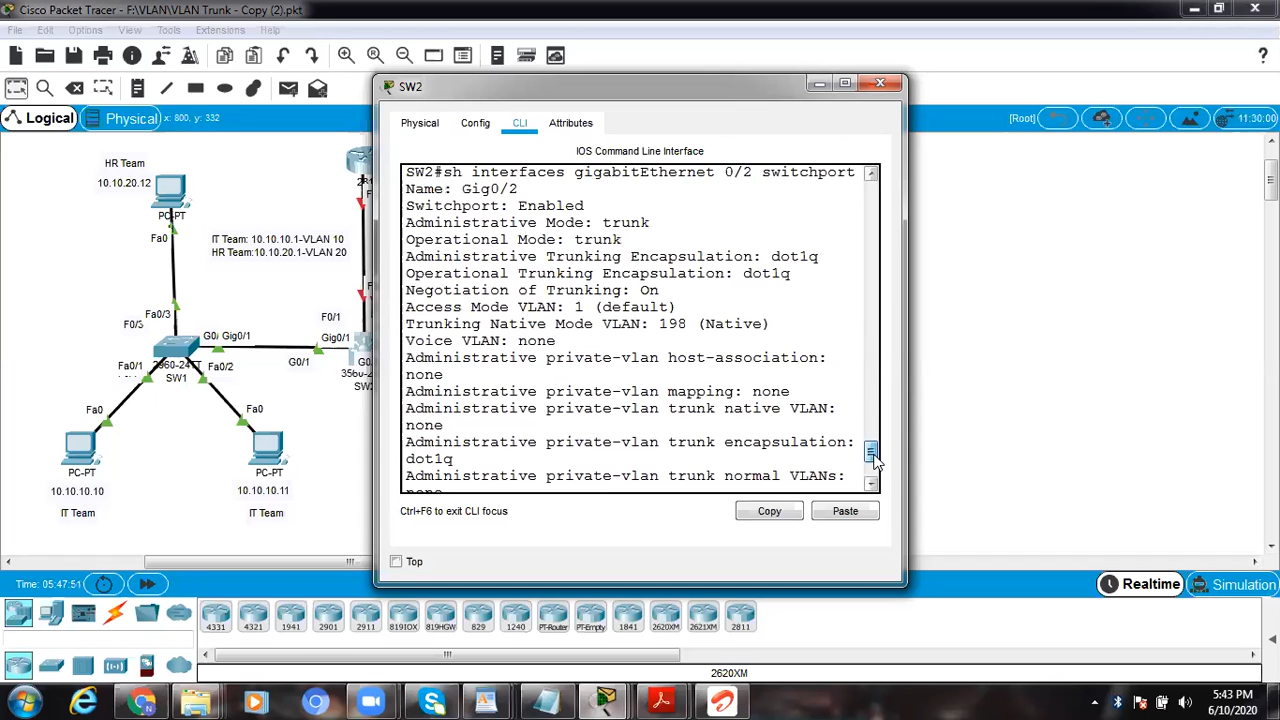 Cisco Packet Tracer - F:\VLAN\VLAN Trunk - Copy (2).pkt
File Edit Options View Tools Extensions Help
Logical Physical x: 800, y: 332 [Root] 11:30:00
SW2
Physical Config CLI Attributes
IOS Command Line Interface
SW2#sh interfaces gigabitEthernet 0/2 switchport
Name: Gig0/2
Switchport: Enabled
Administrative Mode: trunk
Operational Mode: trunk
Administrative Trunking Encapsulation: dot1q
Operational Trunking Encapsulation: dot1q
Negotiation of Trunking: On
Access Mode VLAN: 1 (default)
Trunking Native Mode VLAN: 198 (Native)
Voice VLAN: none
Administrative private-vlan host-association:
none
Administrative private-vlan mapping: none
Administrative private-vlan trunk native VLAN:
none
Administrative private-vlan trunk encapsulation:
dot1q
Administrative private-vlan trunk normal VLANs:
none
Ctrl+F6 to exit CLI focus
Copy Paste
Top
HR Team
10.10.20.12
PC-PT
Fa0
IT Team: 10.10.10.1-VLAN 10
HR Team:10.10.20.1-VLAN 20
Fa0/3
F0/3
Gig0/1
F0/1
Gig0/1
G0/1
2960-24TT
SW1
Fa0/1
Fa0/2
Fa0
Fa0
PC-PT
PC-PT
10.10.10.10
10.10.10.11
IT Team
IT Team
Time: 05:47:51
Realtime Simulation
4331 4321 1941 2901 2911 819IOX 819HGW 829 1240 PT-Router PT-Empty 1841 2620XM 2621XM 2811
2620XM
5:43 PM
6/10/2020